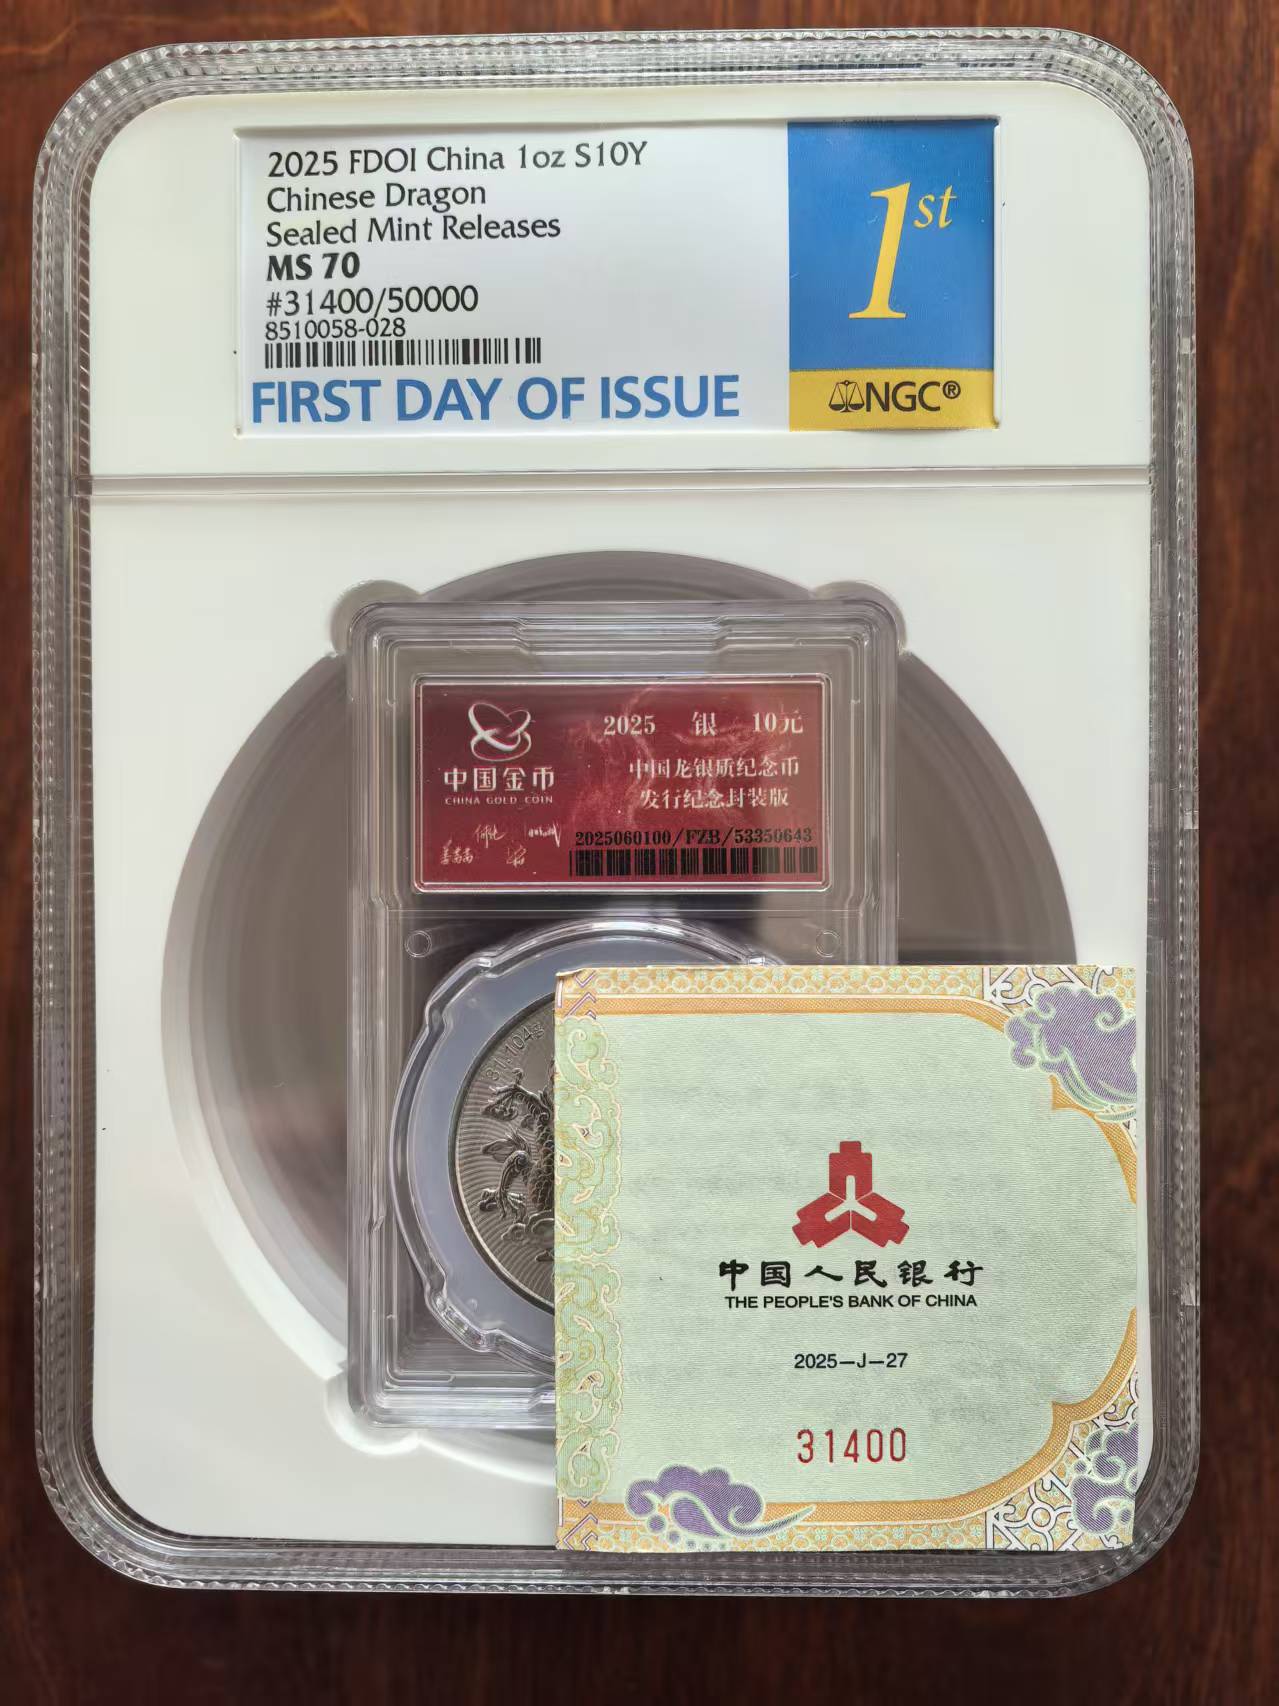 2025 FDOI China 1oz S10Y
Chinese Dragon
Sealed Mint Releases
MS 70
#31400/50000
8510058-028
FIRST DAY OF ISSUE
1st
NGC®
中国金币
CHINA GOLD COIN
2025 银 10元
中国龙银质纪念币
发行纪念封装版
2025060100/FZB/53350643
31.104g
中国人民银行
THE PEOPLE'S BANK OF CHINA
2025-J-27
31400